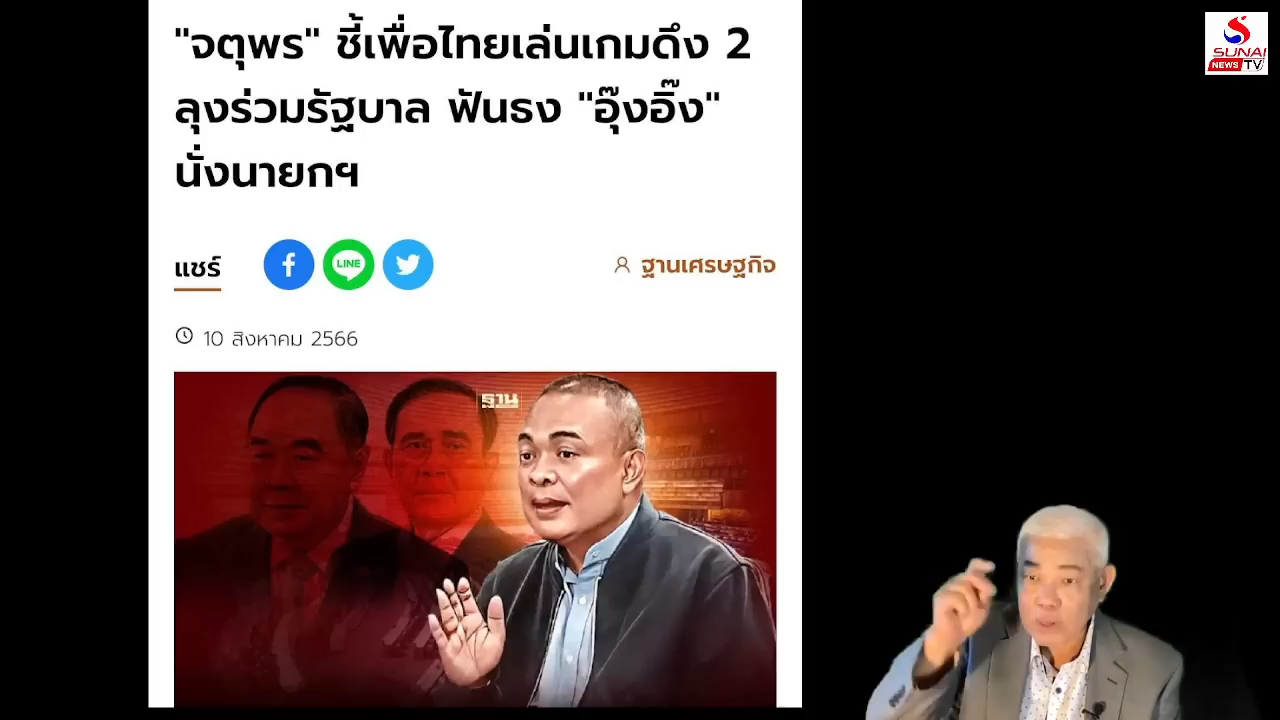 "จตุพร" ชี้เพื่อไทยเล่นเกมดึง 2
ลุงร่วมรัฐบาล ฟันธง "อุ๊งอิ๊ง"
นั่งนายกฯ
แชร์
LINE
ฐานเศรษฐกิจ
10 สิงหาคม 2566
ฐาน
SUNAI
NEWS TV